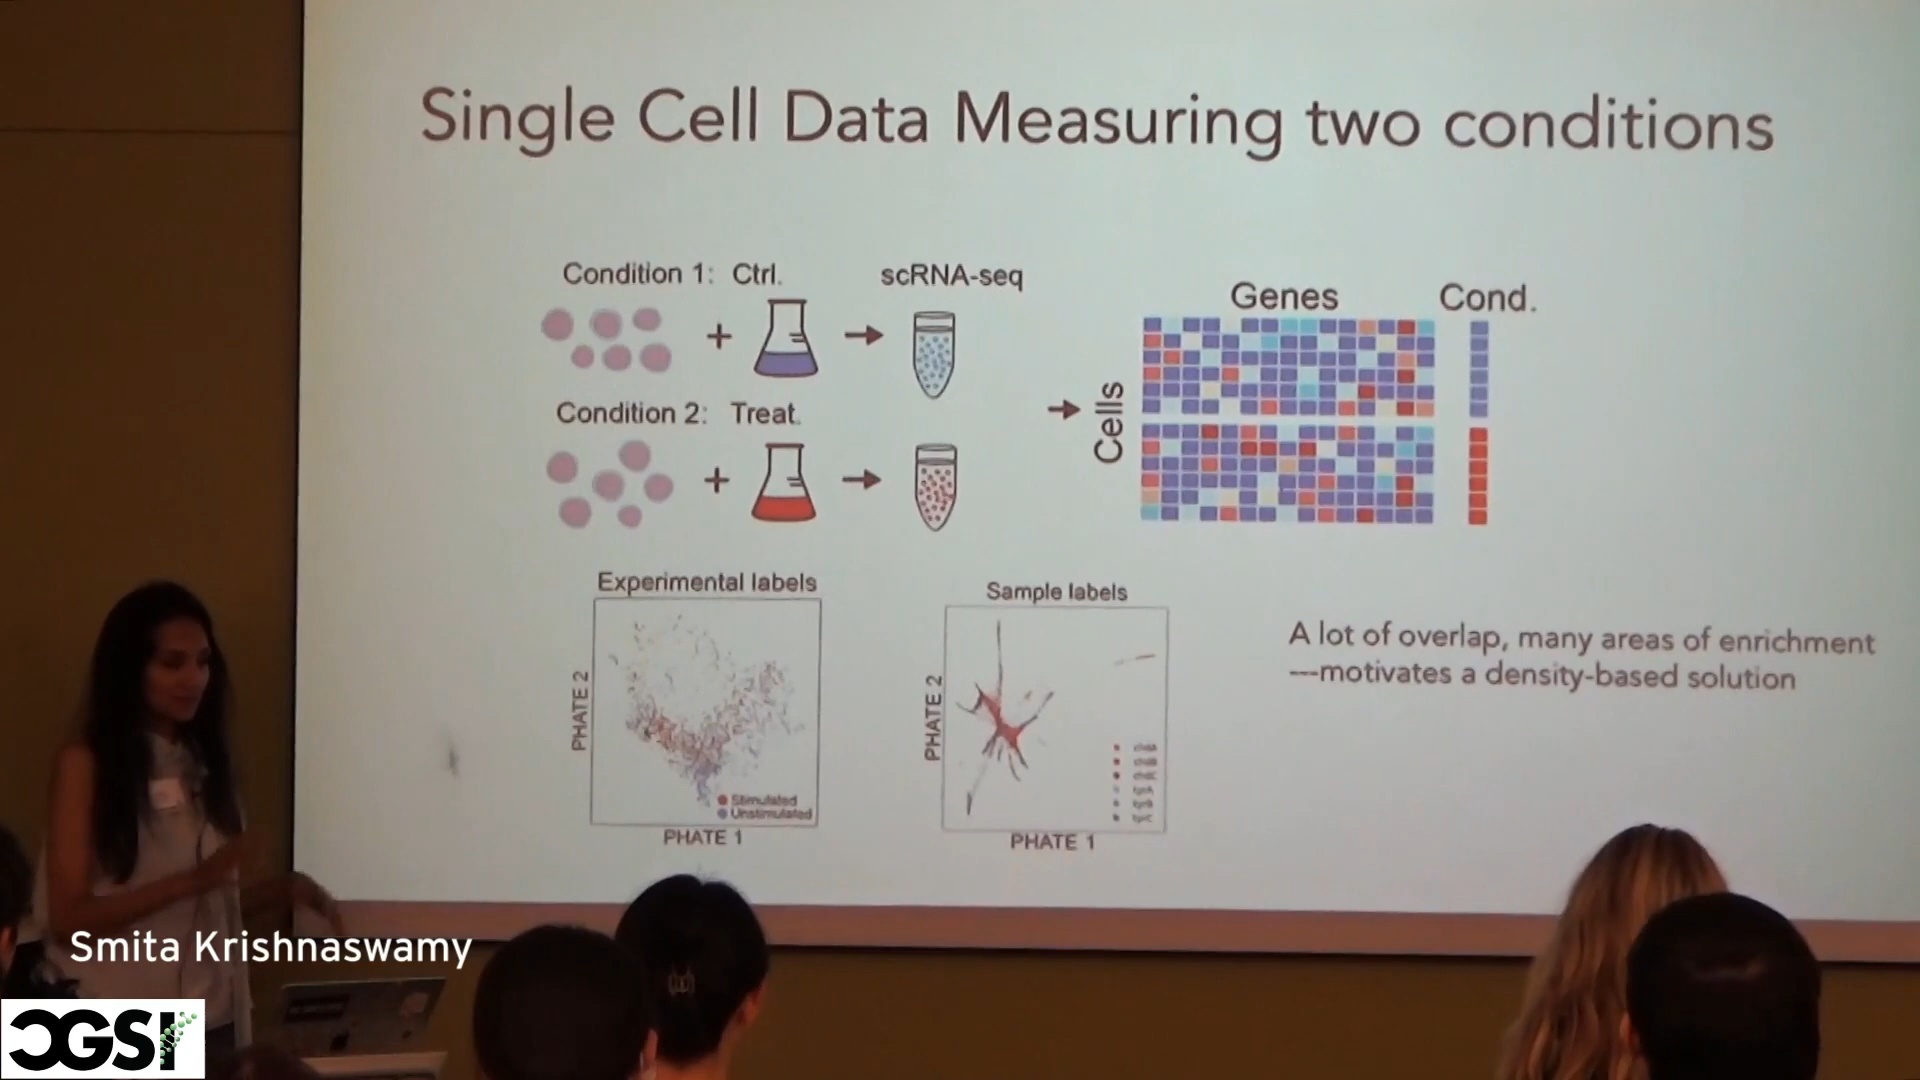 Single Cell Data Measuring two conditions
Condition 1: Ctrl.
scRNA-seq
Condition 2: Treat.
Genes
Cond.
Cells
Experimental labels
PHATE 2
Stimulated
Unstimulated
PHATE 1
Sample labels
PHATE 2
PHATE 1
A lot of overlap, many areas of enrichment
---motivates a density-based solution
Smita Krishnaswamy
CGSI